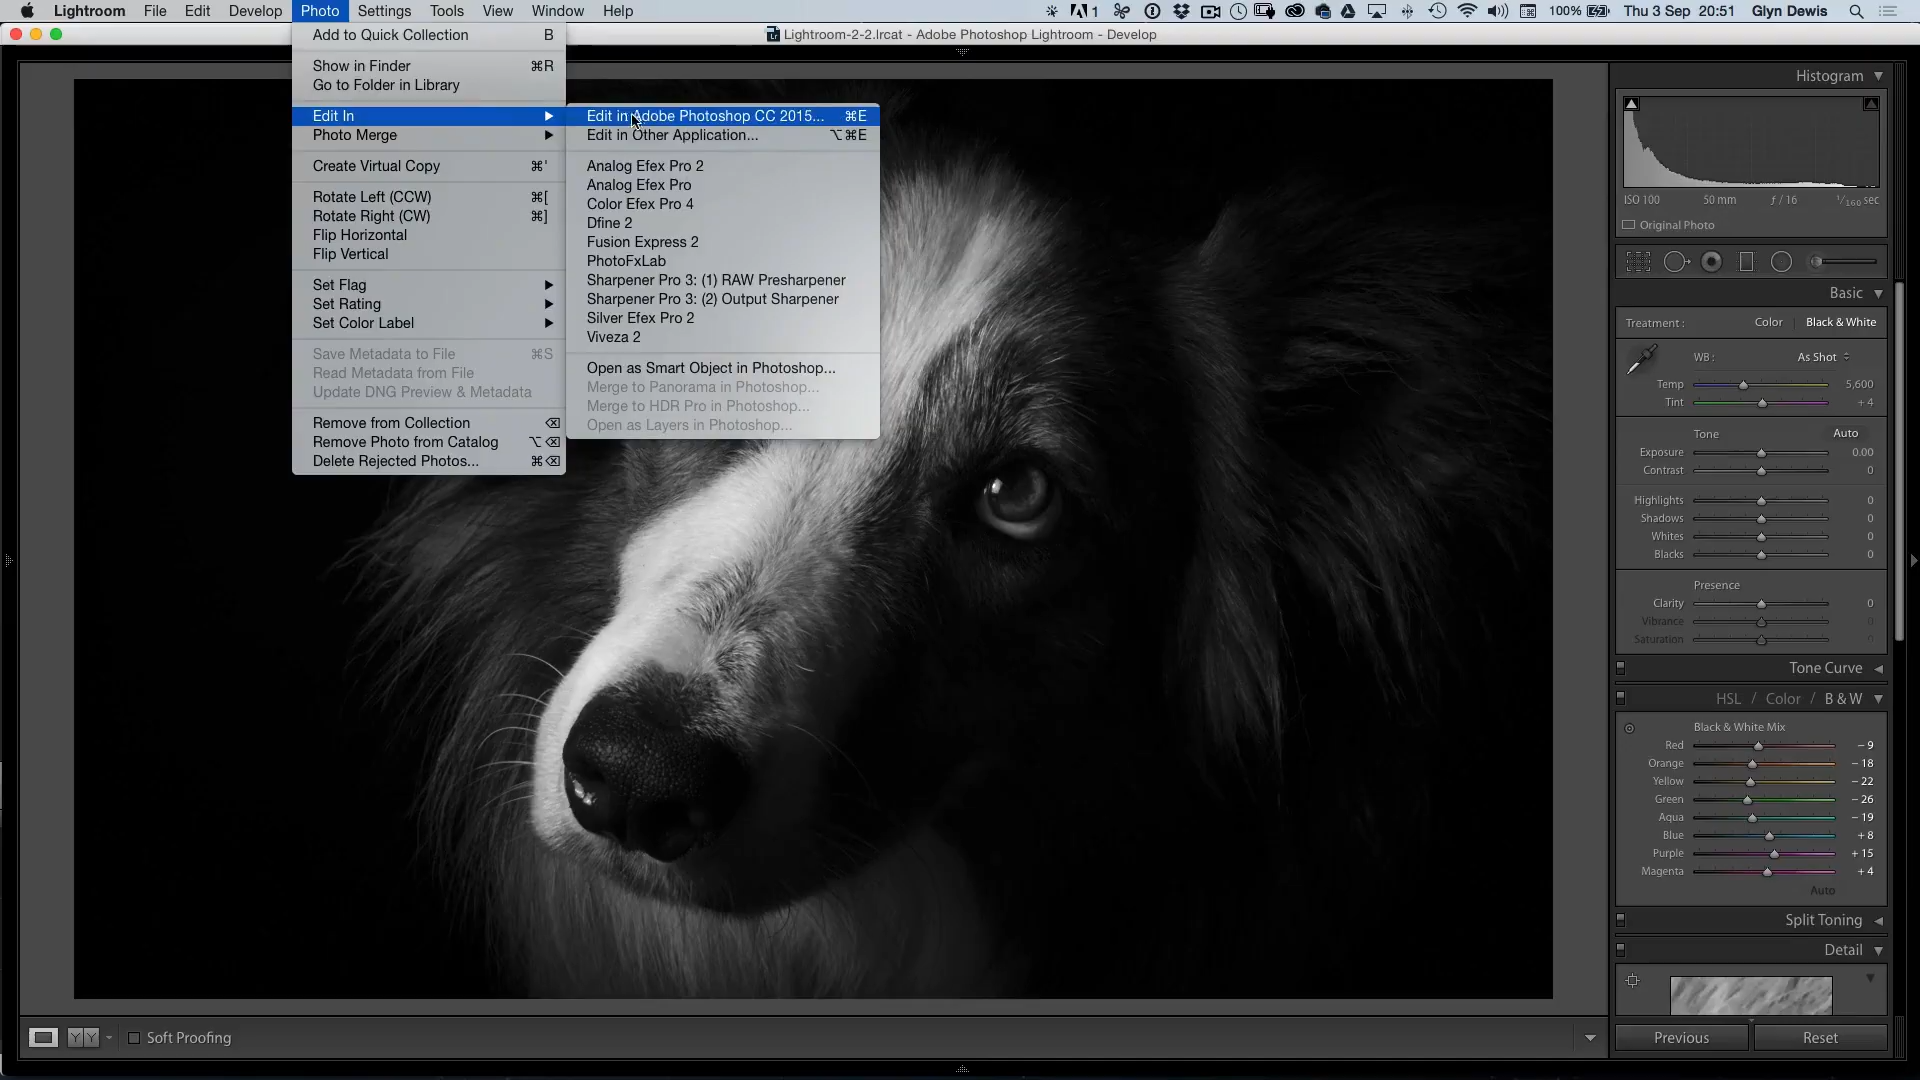 Lightroom File Edit Develop Photo Settings Tools View Window Help 1 100% Thu 3 Sep 20:51 Glyn Dewis
Lightroom-2-2.lrcat - Adobe Photoshop Lightroom - Develop
Add to Quick Collection B
Show in Finder ⌘R
Go to Folder in Library
Edit In
Photo Merge
Create Virtual Copy ⌘'
Rotate Left (CCW) ⌘[
Rotate Right (CW) ⌘]
Flip Horizontal
Flip Vertical
Set Flag
Set Rating
Set Color Label
Save Metadata to File ⌘S
Read Metadata from File
Update DNG Preview & Metadata
Remove from Collection ⌫
Remove Photo from Catalog ⌥⌫
Delete Rejected Photos... ⌘⌫
Edit in Adobe Photoshop CC 2015... ⌘E
Edit in Other Application... ⌥⌘E
Analog Efex Pro 2
Analog Efex Pro
Color Efex Pro 4
Dfine 2
Fusion Express 2
PhotoFxLab
Sharpener Pro 3: (1) RAW Presharpener
Sharpener Pro 3: (2) Output Sharpener
Silver Efex Pro 2
Viveza 2
Open as Smart Object in Photoshop...
Merge to Panorama in Photoshop...
Merge to HDR Pro in Photoshop...
Open as Layers in Photoshop...
Histogram
ISO 100 50 mm ƒ / 16 1/160 sec
Original Photo
Basic
Treatment : Color Black & White
WB : As Shot
Temp 5,600
Tint + 4
Tone Auto
Exposure 0.00
Contrast 0
Highlights 0
Shadows 0
Whites 0
Blacks 0
Presence
Clarity 0
Vibrance 0
Saturation 0
Tone Curve
HSL / Color / B & W
Black & White Mix
Red – 9
Orange – 18
Yellow – 22
Green – 26
Aqua – 19
Blue + 8
Purple + 15
Magenta + 4
Auto
Split Toning
Detail
Y Y Soft Proofing
Previous Reset